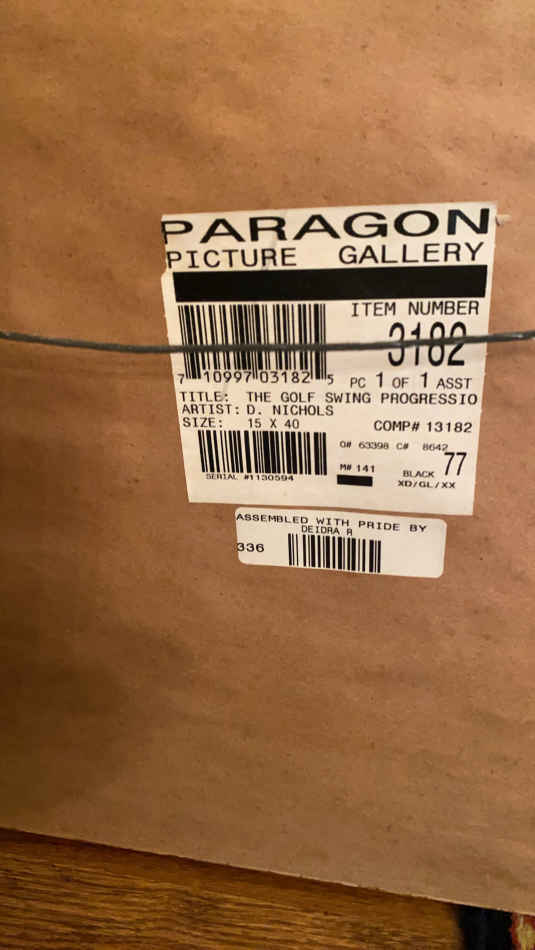 PARAGON
PICTURE GALLERY
ITEM NUMBER
3182
7 10997 03182 5
PC 1 OF 1 ASST
TITLE: THE GOLF SWING PROGRESSIO
ARTIST: D. NICHOLS
SIZE: 15 X 40
COMP# 13182
O# 63398 C# 8642
M# 141
BLACK 77
SERIAL #1130594
XD/GL/XX
ASSEMBLED WITH PRIDE BY
DEIDRA R
336